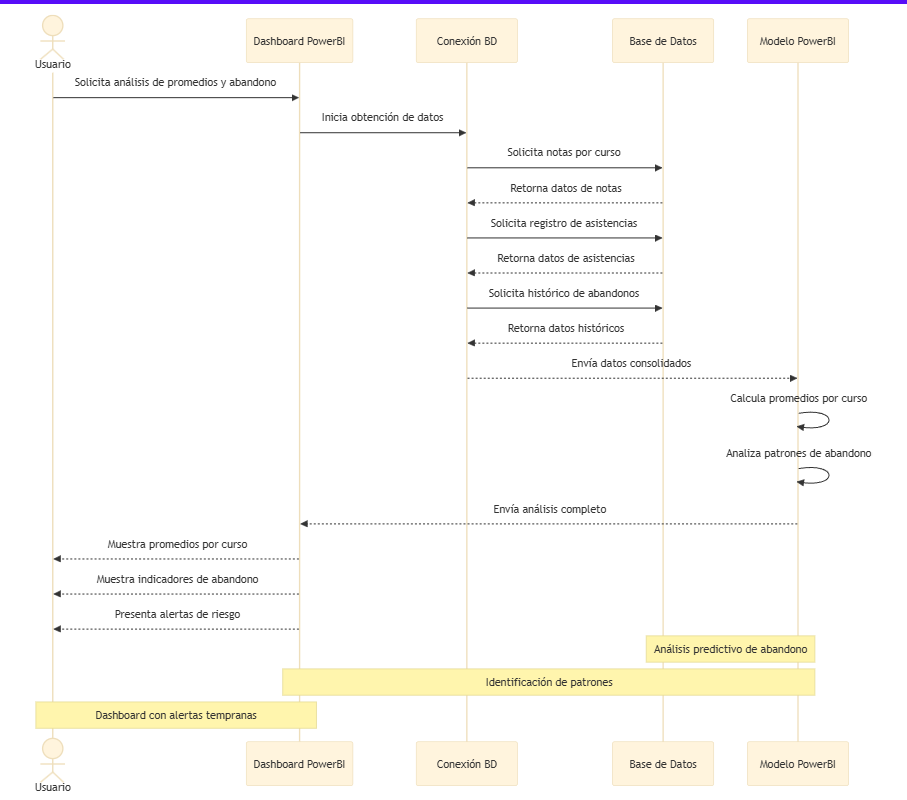 Usuario
Dashboard PowerBI
Conexión BD
Base de Datos
Modelo PowerBI
Solicita análisis de promedios y abandono
Inicia obtención de datos
Solicita notas por curso
Retorna datos de notas
Solicita registro de asistencias
Retorna datos de asistencias
Solicita histórico de abandonos
Retorna datos históricos
Envía datos consolidados
Calcula promedios por curso
Analiza patrones de abandono
Envía análisis completo
Muestra promedios por curso
Muestra indicadores de abandono
Presenta alertas de riesgo
Análisis predictivo de abandono
Identificación de patrones
Dashboard con alertas tempranas
Usuario
Dashboard PowerBI
Conexión BD
Base de Datos
Modelo PowerBI